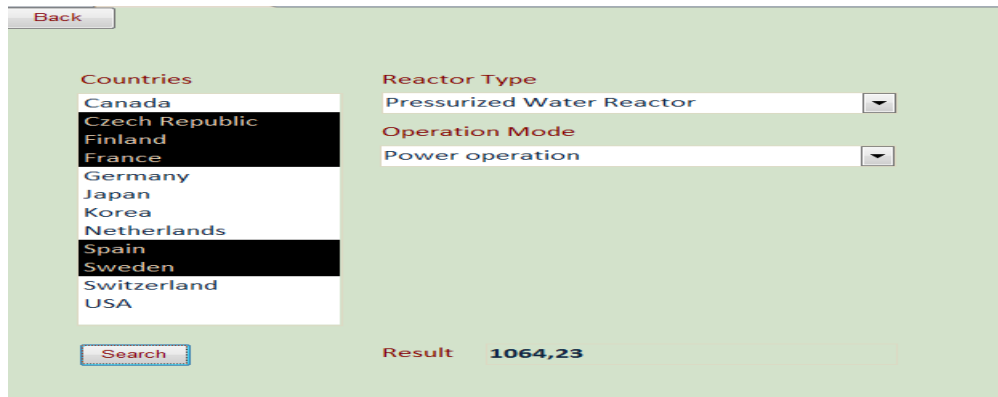 Back
Countries
Canada
Czech Republic
Finland
France
Germany
Japan
Korea
Netherlands
Spain
Sweden
Switzerland
USA
Reactor Type
Pressurized Water Reactor
Operation Mode
Power operation
Search
Result 1064,23